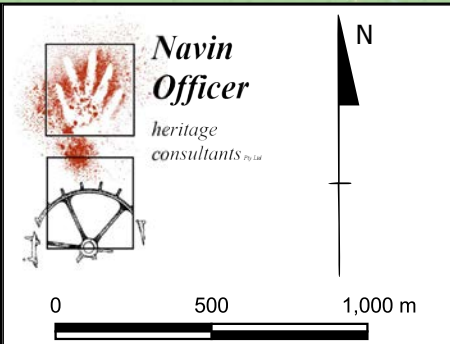 Navin
Officer
heritage
consultants Pty Ltd
N
0 500 1,000 m